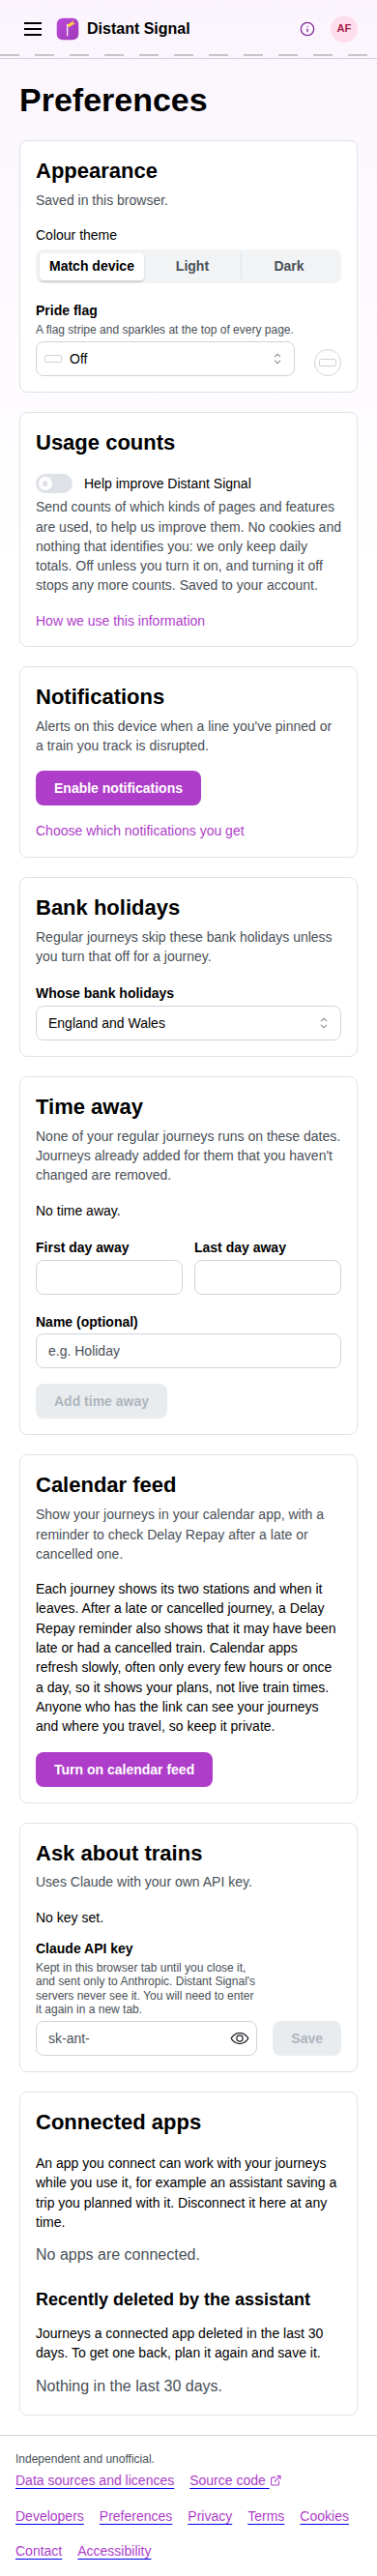 Distant Signal
AF
Preferences
Appearance
Saved in this browser.
Colour theme
Match device Light Dark
Pride flag
A flag stripe and sparkles at the top of every page.
Off
Usage counts
Help improve Distant Signal
Send counts of which kinds of pages and features
are used, to help us improve them. No cookies and
nothing that identifies you: we only keep daily
totals. Off unless you turn it on, and turning it off
stops any more counts. Saved to your account.
How we use this information
Notifications
Alerts on this device when a line you've pinned or
a train you track is disrupted.
Enable notifications
Choose which notifications you get
Bank holidays
Regular journeys skip these bank holidays unless
you turn that off for a journey.
Whose bank holidays
England and Wales
Time away
None of your regular journeys runs on these dates.
Journeys already added for them that you haven't
changed are removed.
No time away.
First day away Last day away
Name (optional)
e.g. Holiday
Add time away
Calendar feed
Show your journeys in your calendar app, with a
reminder to check Delay Repay after a late or
cancelled one.
Each journey shows its two stations and when it
leaves. After a late or cancelled journey, a Delay
Repay reminder also shows that it may have been
late or had a cancelled train. Calendar apps
refresh slowly, often only every few hours or once
a day, so it shows your plans, not live train times.
Anyone who has the link can see your journeys
and where you travel, so keep it private.
Turn on calendar feed
Ask about trains
Uses Claude with your own API key.
No key set.
Claude API key
Kept in this browser tab until you close it,
and sent only to Anthropic. Distant Signal's
servers never see it. You will need to enter
it again in a new tab.
sk-ant-
Save
Connected apps
An app you connect can work with your journeys
while you use it, for example an assistant saving a
trip you planned with it. Disconnect it here at any
time.
No apps are connected.
Recently deleted by the assistant
Journeys a connected app deleted in the last 30
days. To get one back, plan it again and save it.
Nothing in the last 30 days.
Independent and unofficial.
Data sources and licences Source code
Developers Preferences Privacy Terms Cookies
Contact Accessibility